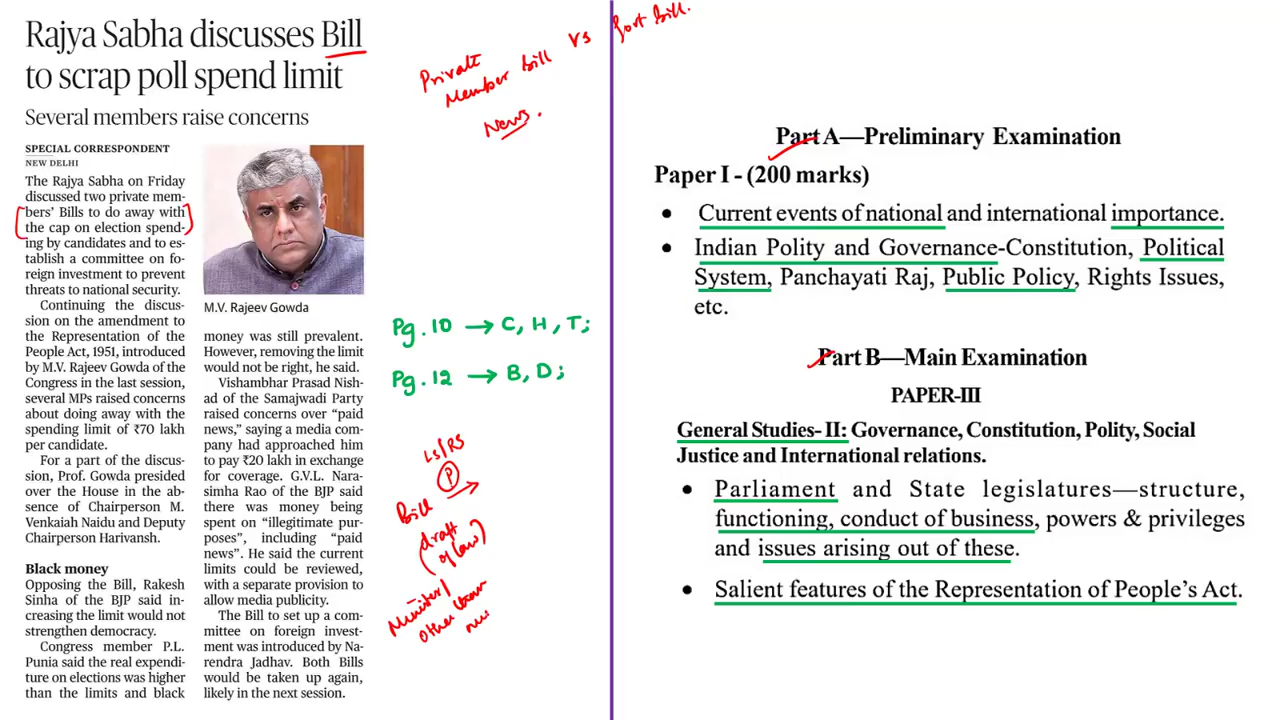 Rajya Sabha discusses Bill
to scrap poll spend limit
Several members raise concerns
SPECIAL CORRESPONDENT
NEW DELHI
The Rajya Sabha on Friday
discussed two private mem-
bers' Bills to do away with
the cap on election spend-
ing by candidates and to es-
tablish a committee on fo-
reign investment to prevent
threats to national security.
Continuing the discus-
sion on the amendment to
the Representation of the
People Act, 1951, introduced
by M.V. Rajeev Gowda of the
Congress in the last session,
several MPs raised concerns
about doing away with the
spending limit of ₹70 lakh
per candidate.
For a part of the discus-
sion, Prof. Gowda presided
over the House in the ab-
sence of Chairperson M.
Venkaiah Naidu and Deputy
Chairperson Harivansh.
Black money
Opposing the Bill, Rakesh
Sinha of the BJP said in-
creasing the limit would not
strengthen democracy.
Congress member P.L.
Punia said the real expendi-
ture on elections was higher
than the limits and black
M.V. Rajeev Gowda
money was still prevalent.
However, removing the limit
would not be right, he said.
Vishambhar Prasad Nish-
ad of the Samajwadi Party
raised concerns over "paid
news," saying a media com-
pany had approached him
to pay ₹20 lakh in exchange
for coverage. G.V.L. Nara-
simha Rao of the BJP said
there was money being
spent on "illegitimate pur-
poses", including "paid
news". He said the current
limits could be reviewed,
with a separate provision to
allow media publicity.
The Bill to set up a com-
mittee on foreign invest-
ment was introduced by Na-
rendra Jadhav. Both Bills
would be taken up again,
likely in the next session.
Private
Member Bill Vs Govt Bill.
News.
Pg. 10 → C, H, T;
Pg. 12 → B, D;
LS/RS
P
Bill
draft
(of law)
Minister/
other than
Part A—Preliminary Examination
Paper I - (200 marks)
• Current events of national and international importance.
• Indian Polity and Governance-Constitution, Political
System, Panchayati Raj, Public Policy, Rights Issues,
etc.
Part B—Main Examination
PAPER-III
General Studies- II: Governance, Constitution, Polity, Social
Justice and International relations.
• Parliament and State legislatures—structure,
functioning, conduct of business, powers & privileges
and issues arising out of these.
• Salient features of the Representation of People's Act.